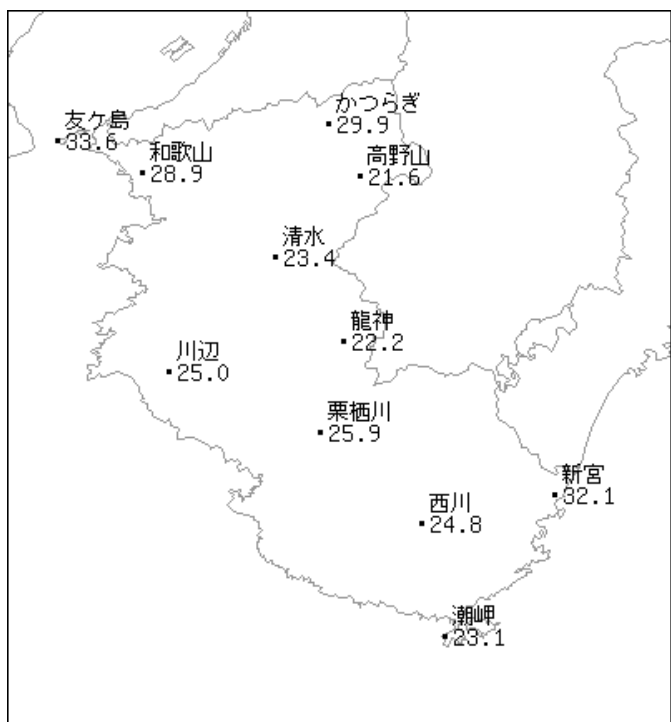 かつらぎ
29.9
友ケ島
33.6
和歌山
28.9
高野山
21.6
清水
23.4
龍神
22.2
川辺
25.0
栗栖川
25.9
新宮
32.1
西川
24.8
潮岬
23.1